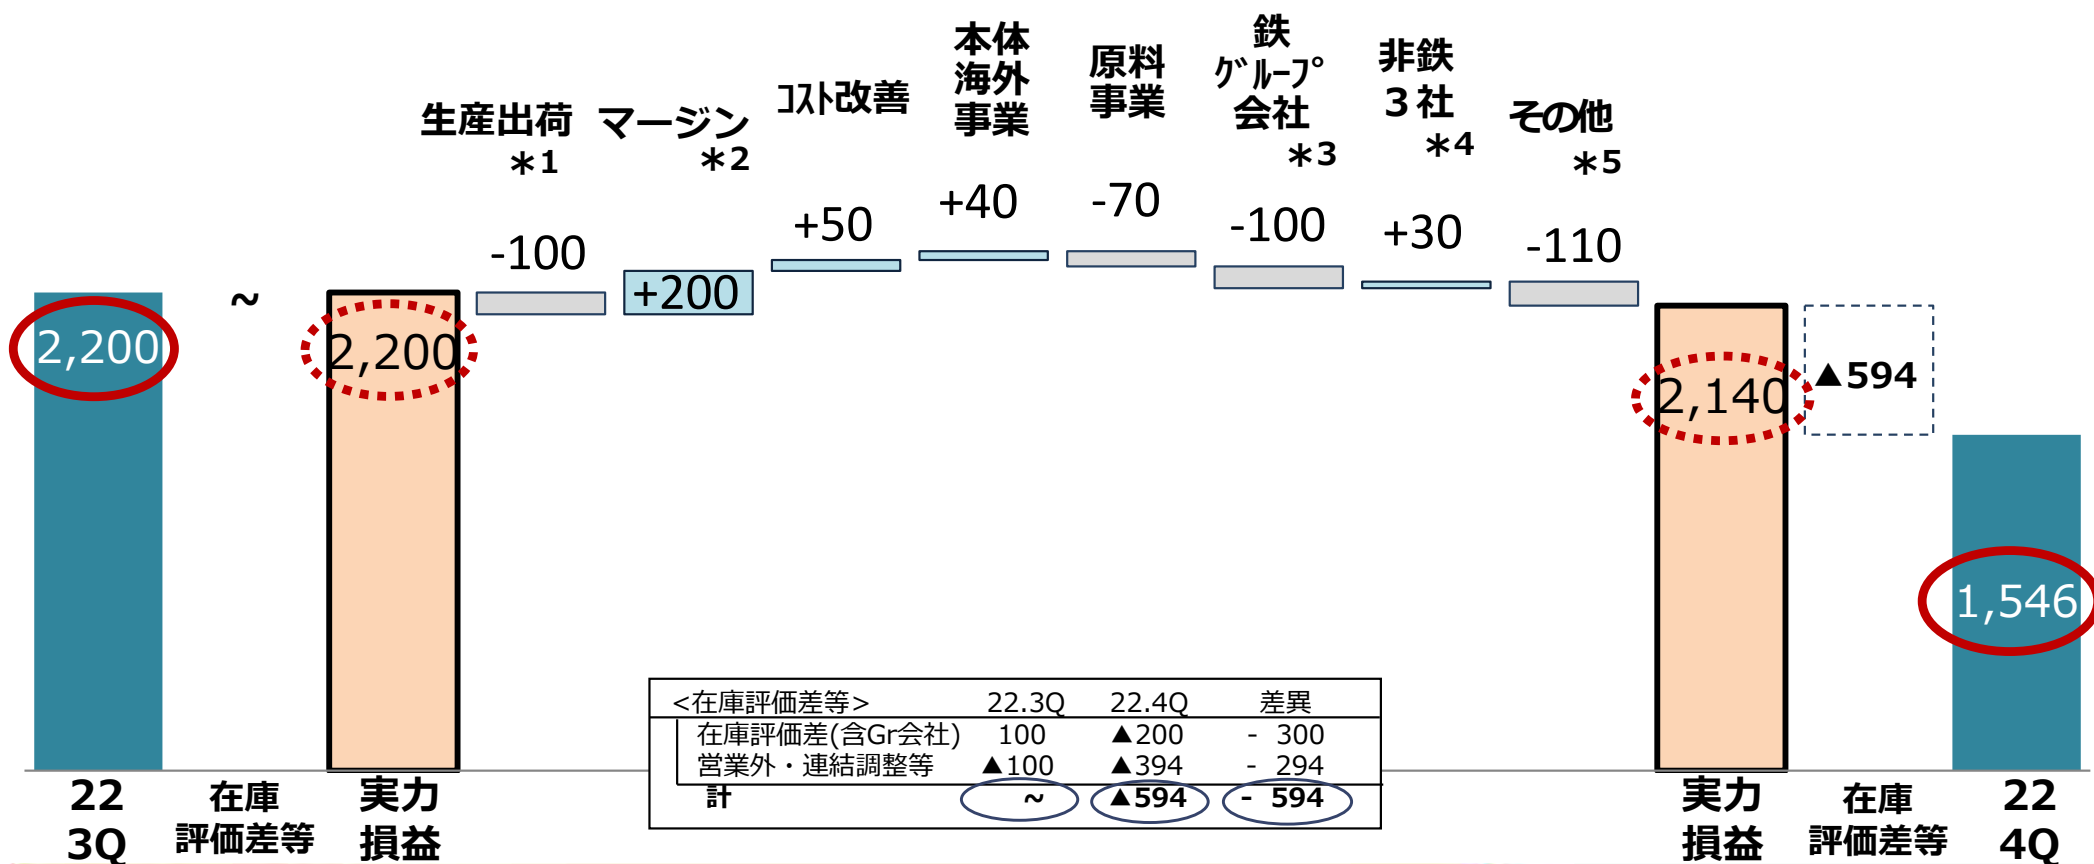 生産出荷
＊1
マージン
＊2
ｺｽﾄ改善
本体
海外
事業
原料
事業
鉄
ｸﾞﾙｰﾌﾟ
会社
＊3
非鉄
３社
＊4
その他
＊5
-100
+200
+50
+40
-70
-100
+30
-110
2,200
~
2,200
2,140
▲594
1,546
<在庫評価差等> 22.3Q 22.4Q 差異
在庫評価差(含Gr会社) 100 ▲200 - 300
営業外・連結調整等 ▲100 ▲394 - 294
計 ~ ▲594 - 594
22
3Q
在庫
評価差等
実力
損益
実力
損益
在庫
評価差等
22
4Q